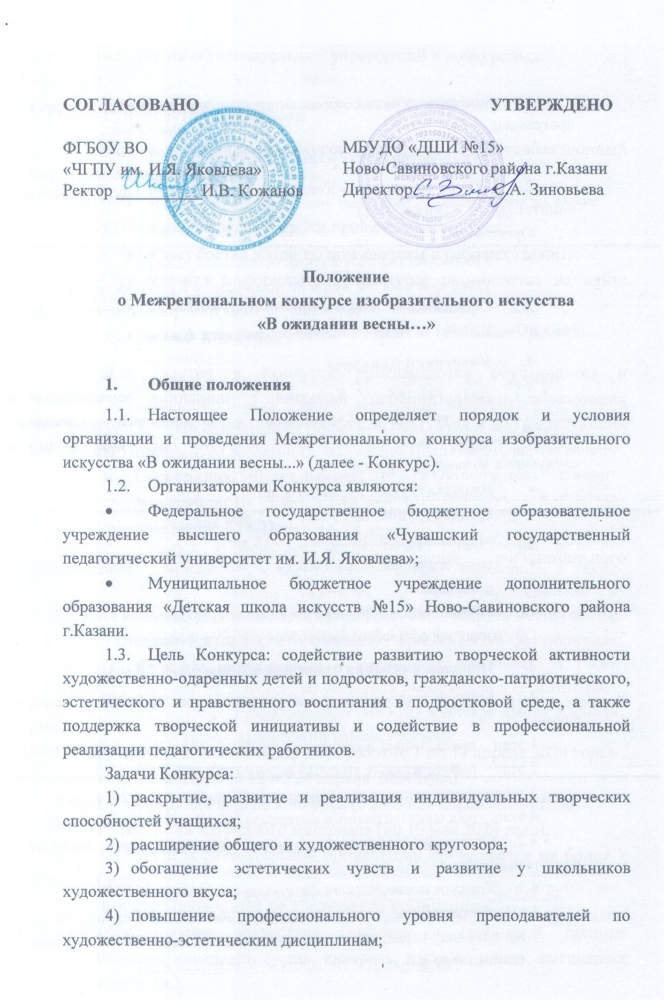 СОГЛАСОВАНО
УТВЕРЖДЕНО
ФГБОУ ВО
«ЧГПУ им. И.Я. Яковлева»
Ректор __________ И.В. Кожанов
МБУДО «ДШИ №15»
Ново-Савиновского района г.Казани
Директор __________ С.А. Зиновьева
Положение
о Межрегиональном конкурсе изобразительного искусства
«В ожидании весны…»
1. Общие положения
1.1. Настоящее Положение определяет порядок и условия
организации и проведения Межрегионального конкурса изобразительного
искусства «В ожидании весны...» (далее - Конкурс).
1.2. Организаторами Конкурса являются:
• Федеральное государственное бюджетное образовательное
учреждение высшего образования «Чувашский государственный
педагогический университет им. И.Я. Яковлева»;
• Муниципальное бюджетное учреждение дополнительного
образования «Детская школа искусств №15» Ново-Савиновского района
г.Казани.
1.3. Цель Конкурса: содействие развитию творческой активности
художественно-одаренных детей и подростков, гражданско-патриотического,
эстетического и нравственного воспитания в подростковой среде, а также
поддержка творческой инициативы и содействие в профессиональной
реализации педагогических работников.
Задачи Конкурса:
1) раскрытие, развитие и реализация индивидуальных творческих
способностей учащихся;
2) расширение общего и художественного кругозора;
3) обогащение эстетических чувств и развитие у школьников
художественного вкуса;
4) повышение профессионального уровня преподавателей по
художественно-эстетическим дисциплинам;